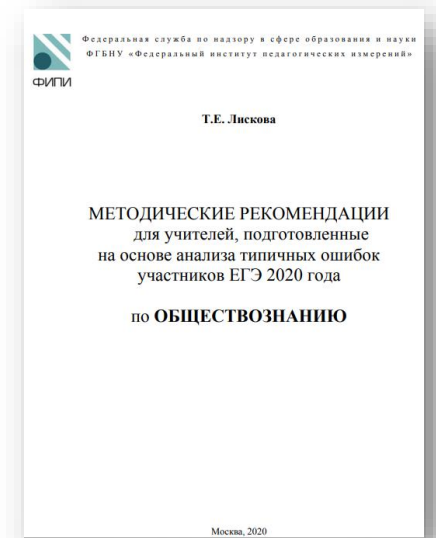 Федеральная служба по надзору в сфере образования и науки
ФГБНУ «Федеральный институт педагогических измерений»
ФИПИ
Т.Е. Лискова
МЕТОДИЧЕСКИЕ РЕКОМЕНДАЦИИ
для учителей, подготовленные
на основе анализа типичных ошибок
участников ЕГЭ 2020 года
по ОБЩЕСТВОЗНАНИЮ
Москва, 2020